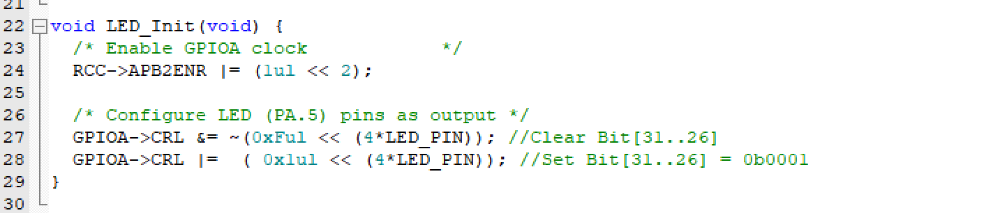 21
22 void LED_Init(void) {
23 /* Enable GPIOA clock */
24 RCC->APB2ENR |= (1ul << 2);
25
26 /* Configure LED (PA.5) pins as output */
27 GPIOA->CRL &= ~(0xFul << (4*LED_PIN)); //Clear Bit[31..26]
28 GPIOA->CRL |= ( 0x1ul << (4*LED_PIN)); //Set Bit[31..26] = 0b0001
29 }
30